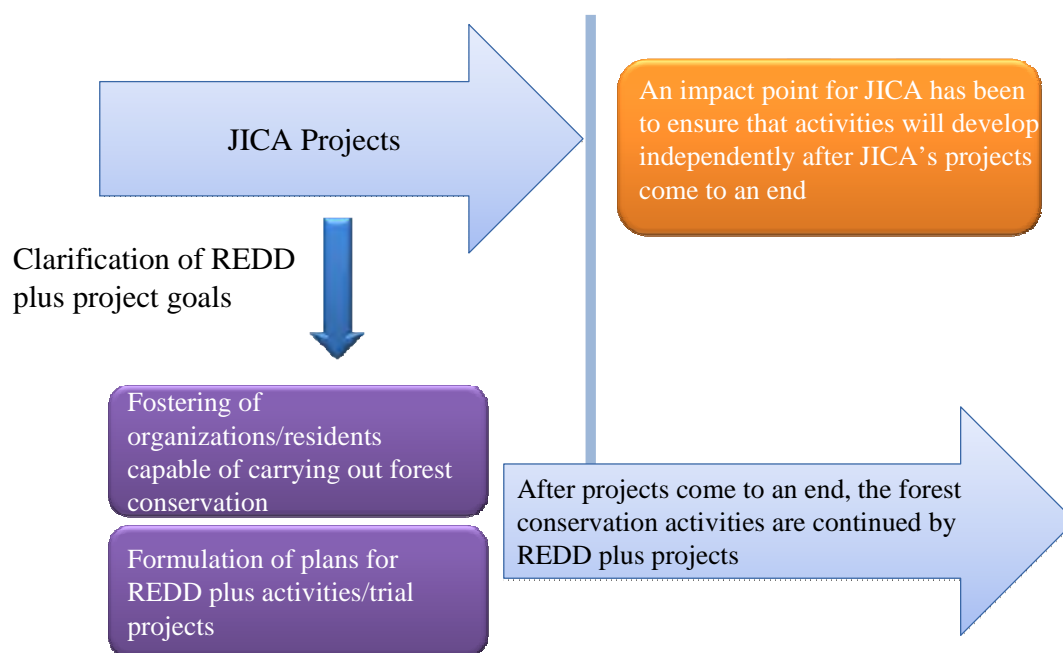 JICA Projects
An impact point for JICA has been
to ensure that activities will develop
independently after JICA’s projects
come to an end
Clarification of REDD
plus project goals
Fostering of
organizations/residents
capable of carrying out forest
conservation
Formulation of plans for
REDD plus activities/trial
projects
After projects come to an end, the forest
conservation activities are continued by
REDD plus projects